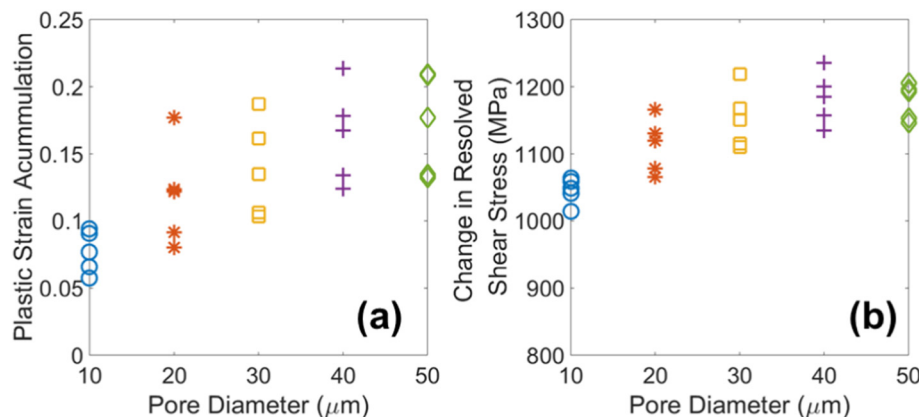 0.25
0.2
0.15
0.1
0.05
0
10 20 30 40 50
Plastic Strain Acummulation
Pore Diameter (μm)
(a)
1300
1200
1100
1000
900
800
10 20 30 40 50
Change in Resolved
Shear Stress (MPa)
Pore Diameter (μm)
(b)